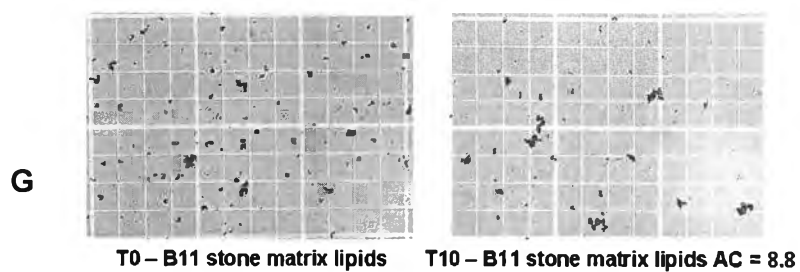 G
T0 – B11 stone matrix lipids
T10 – B11 stone matrix lipids AC = 8.8